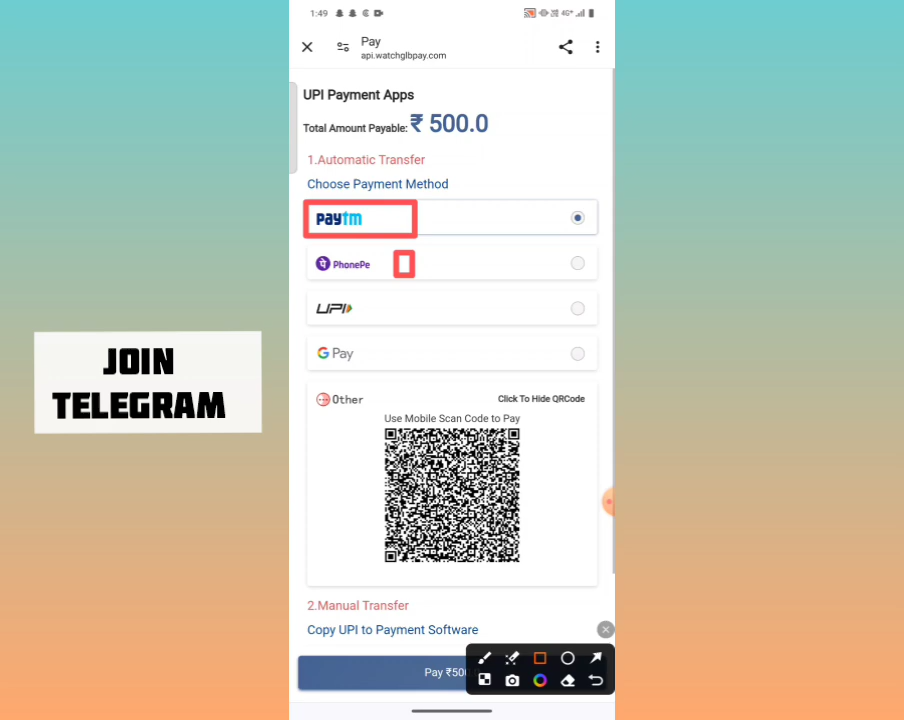 1:49
4G+
Pay
api.watchglbpay.com
UPI Payment Apps
Total Amount Payable: ₹ 500.0
1.Automatic Transfer
Choose Payment Method
paytm
PhonePe
UPI
G Pay
Other
Click To Hide QRCode
Use Mobile Scan Code to Pay
JOIN
TELEGRAM
2.Manual Transfer
Copy UPI to Payment Software
Pay ₹500